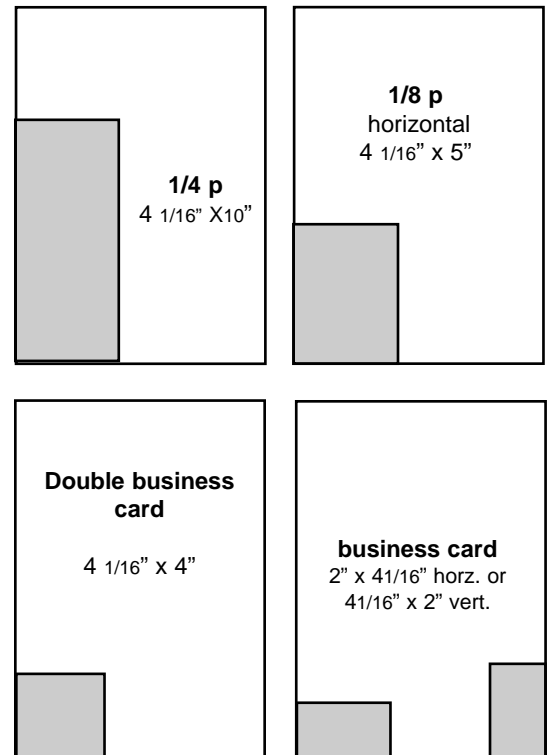 1/4 p
4 1/16” X10”
1/8 p
horizontal
4 1/16” x 5”
Double business
card
4 1/16” x 4”
business card
2” x 41/16” horz. or
41/16” x 2” vert.